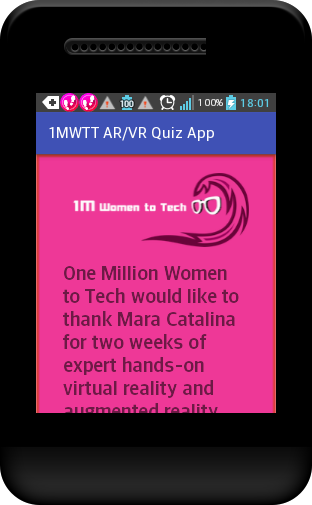 100 100% 18:01
1MWTT AR/VR Quiz App
1M Women to Tech
One Million Women
to Tech would like to
thank Mara Catalina
for two weeks of
expert hands-on
virtual reality and
augmented reality